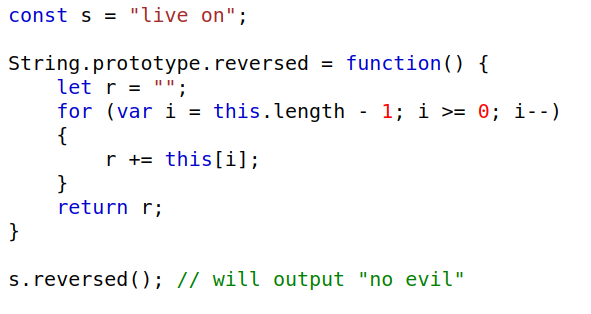 const s = "live on";

String.prototype.reversed = function() {
    let r = "";
    for (var i = this.length - 1; i >= 0; i--)
    {
        r += this[i];
    }
    return r;
}

s.reversed(); // will output "no evil"